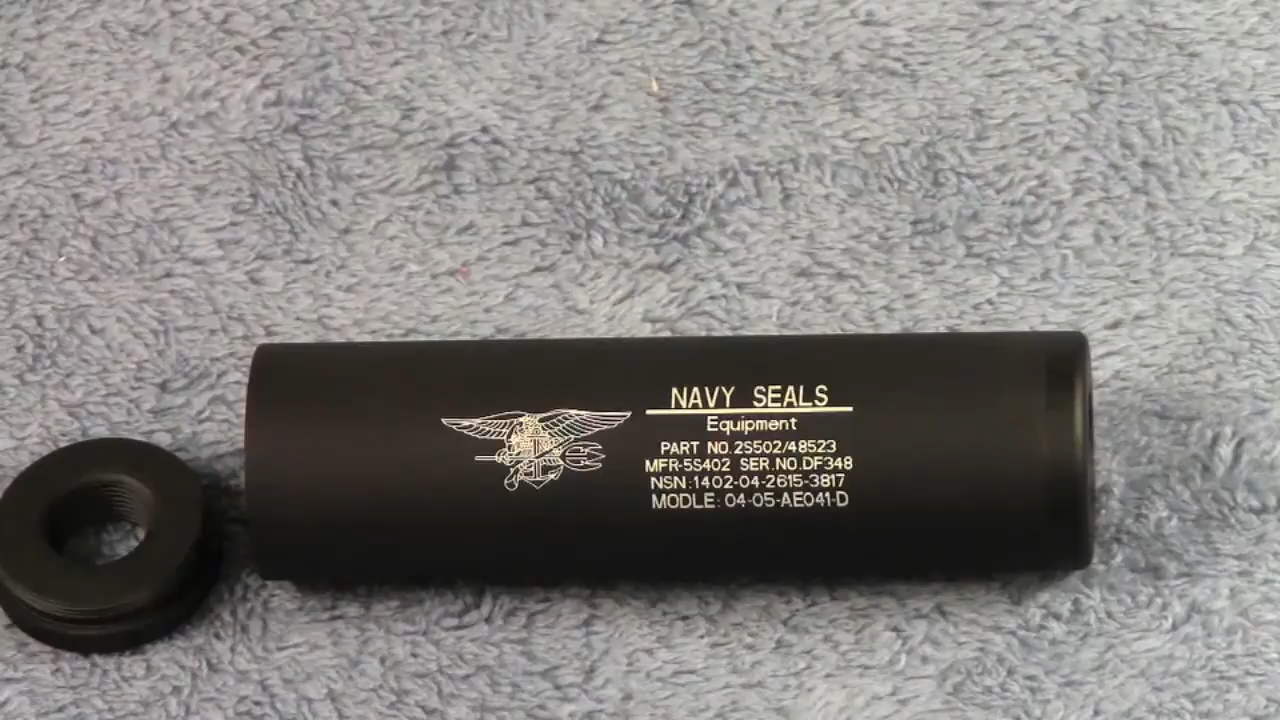 NAVY SEALS
Equipment
PART NO.2S502/48523
MFR-5S402 SER.NO.DF348
NSN:1402-04-2615-3817
MODLE: 04-05-AE041-D